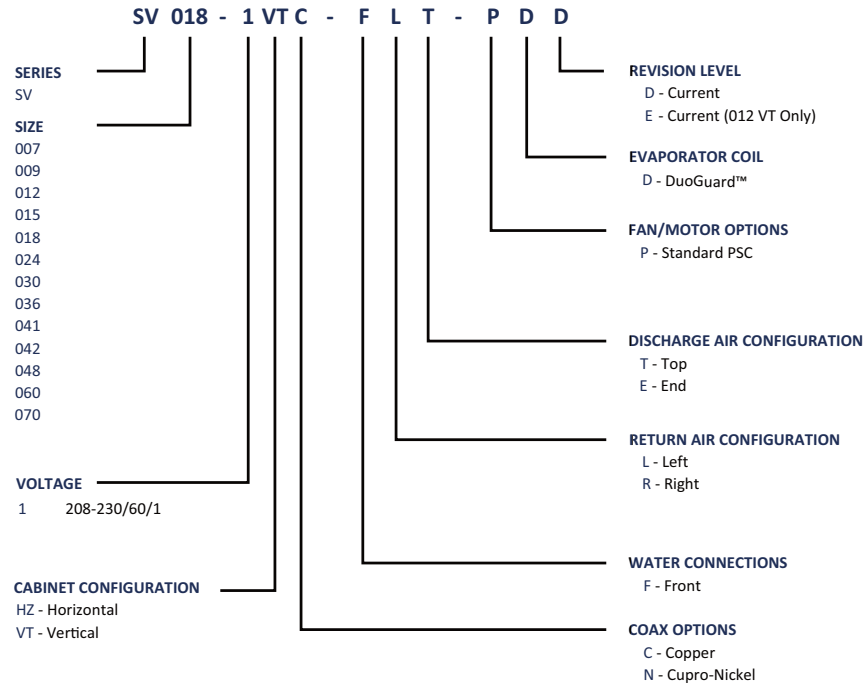 SV 018 - 1 VT C - F L T - P D D
SERIES
SV
SIZE
007
009
012
015
018
024
030
036
041
042
048
060
070
VOLTAGE
1 208-230/60/1
CABINET CONFIGURATION
HZ - Horizontal
VT - Vertical
REVISION LEVEL
D - Current
E - Current (012 VT Only)
EVAPORATOR COIL
D - DuoGuard™
FAN/MOTOR OPTIONS
P - Standard PSC
DISCHARGE AIR CONFIGURATION
T - Top
E - End
RETURN AIR CONFIGURATION
L - Left
R - Right
WATER CONNECTIONS
F - Front
COAX OPTIONS
C - Copper
N - Cupro-Nickel